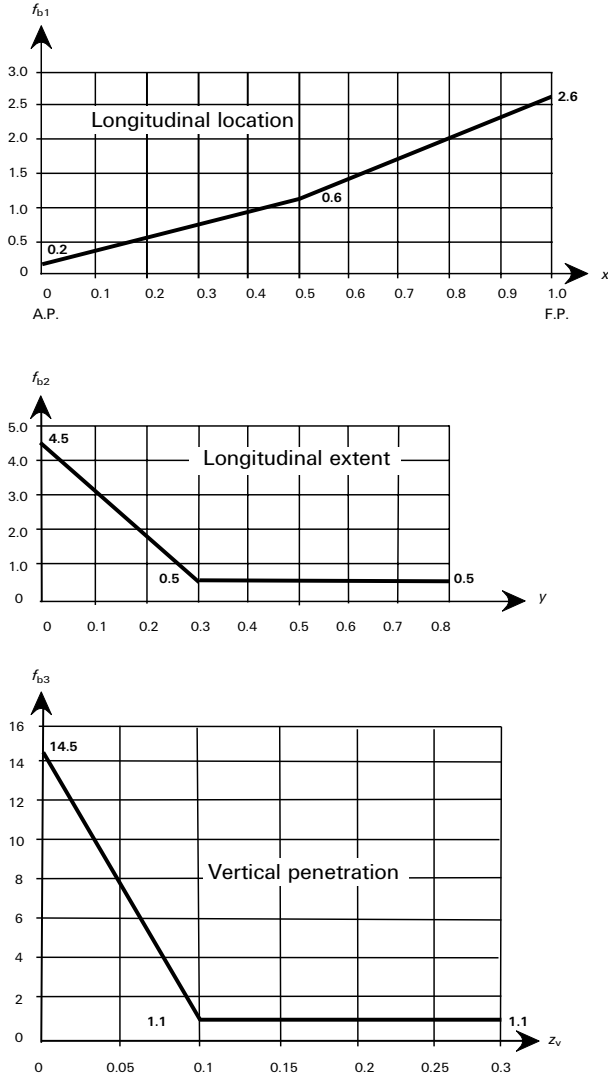 fb1
3.0
Longitudinal location
2.5
2.6
2.0
1.5
1.0
0.6
0.5
0.2
0
x
0 0.1 0.2 0.3 0.4 0.5 0.6 0.7 0.8 0.9 1.0
A.P. F.P.
fb2
5.0
4.5
Longitudinal extent
4.0
3.0
2.0
1.0
0.5 0.5
0
y
0 0.1 0.2 0.3 0.4 0.5 0.6 0.7 0.8
fb3
16
14.5
14
12
10
Vertical penetration
8
6
4
2
1.1 1.1
0
zv
0 0.05 0.1 0.15 0.2 0.25 0.3